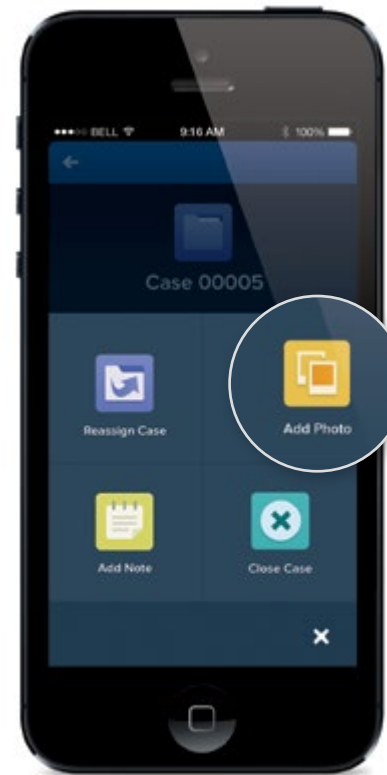 BELL 9:16 AM 100%
Case 00005
Reassign Case
Add Photo
Add Note
Close Case